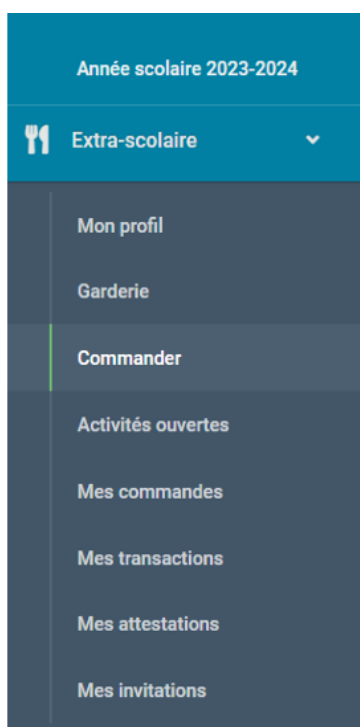 Année scolaire 2023-2024
Extra-scolaire
Mon profil
Garderie
Commander
Activités ouvertes
Mes commandes
Mes transactions
Mes attestations
Mes invitations